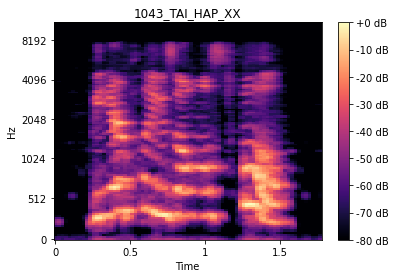 1043_TAI_HAP_XX
8192
4096
2048
1024
512
0
Hz
0
0.5
1
1.5
Time
+0 dB
-10 dB
-20 dB
-30 dB
-40 dB
-50 dB
-60 dB
-70 dB
-80 dB